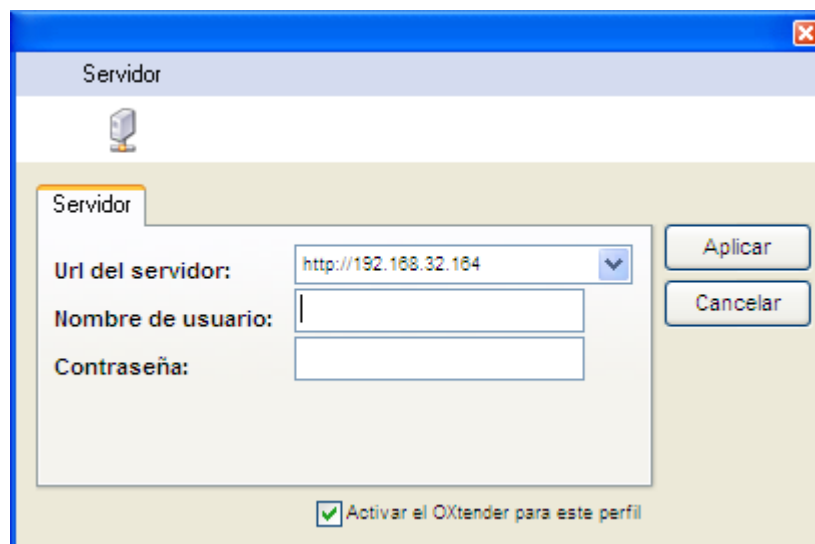 Servidor
Servidor
Url del servidor: http://192.168.32.164
Aplicar
Nombre de usuario:
Cancelar
Contraseña:
Activar el OXtender para este perfil